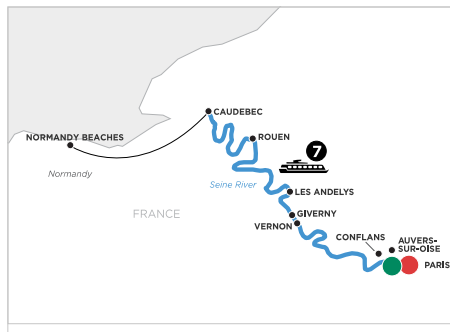 CAUDEBEC
NORMANDY BEACHES
ROUEN
7
Normandy
Seine River
LES ANDELYS
FRANCE
GIVERNY
VERNON
CONFLANS
AUVERS-
SUR-OISE
PARIS